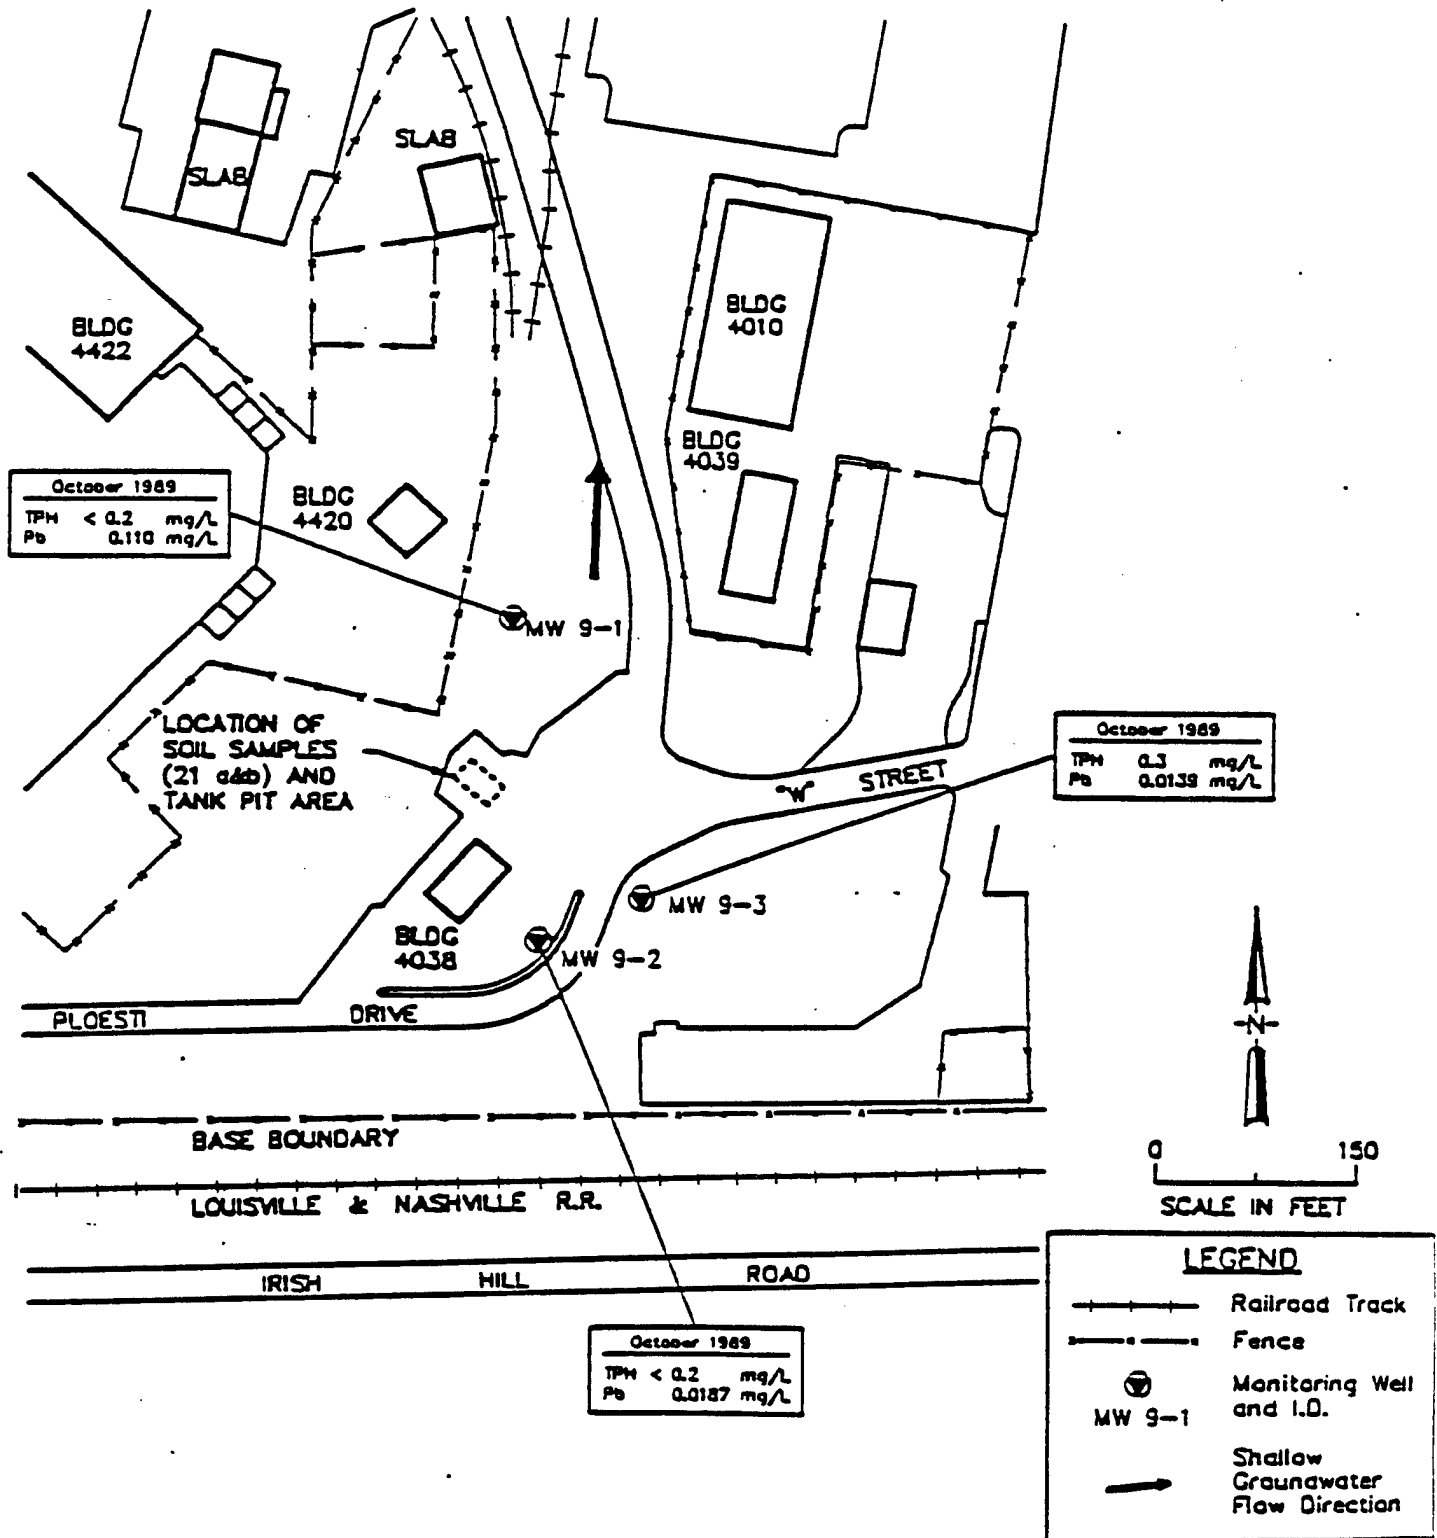 SLAB
SLAB
BLDG
4422
BLDG
4010
BLDG
4039
October 1989
TPH < 0.2 mg/L
Pb 0.110 mg/L
BLDG
4420
MW 9-1
LOCATION OF
SOIL SAMPLES
(21 a&b) AND
TANK PIT AREA
October 1989
TPH 0.3 mg/L
Pb 0.0139 mg/L
"W" STREET
MW 9-3
BLDG
4038
MW 9-2
PLOESTI DRIVE
N
BASE BOUNDARY
0 150
SCALE IN FEET
LOUISVILLE & NASHVILLE R.R.
IRISH HILL ROAD
October 1989
TPH < 0.2 mg/L
Pb 0.0187 mg/L
LEGEND
Railroad Track
Fence
MW 9-1
Monitoring Well
and I.D.
Shallow
Groundwater
Flow Direction